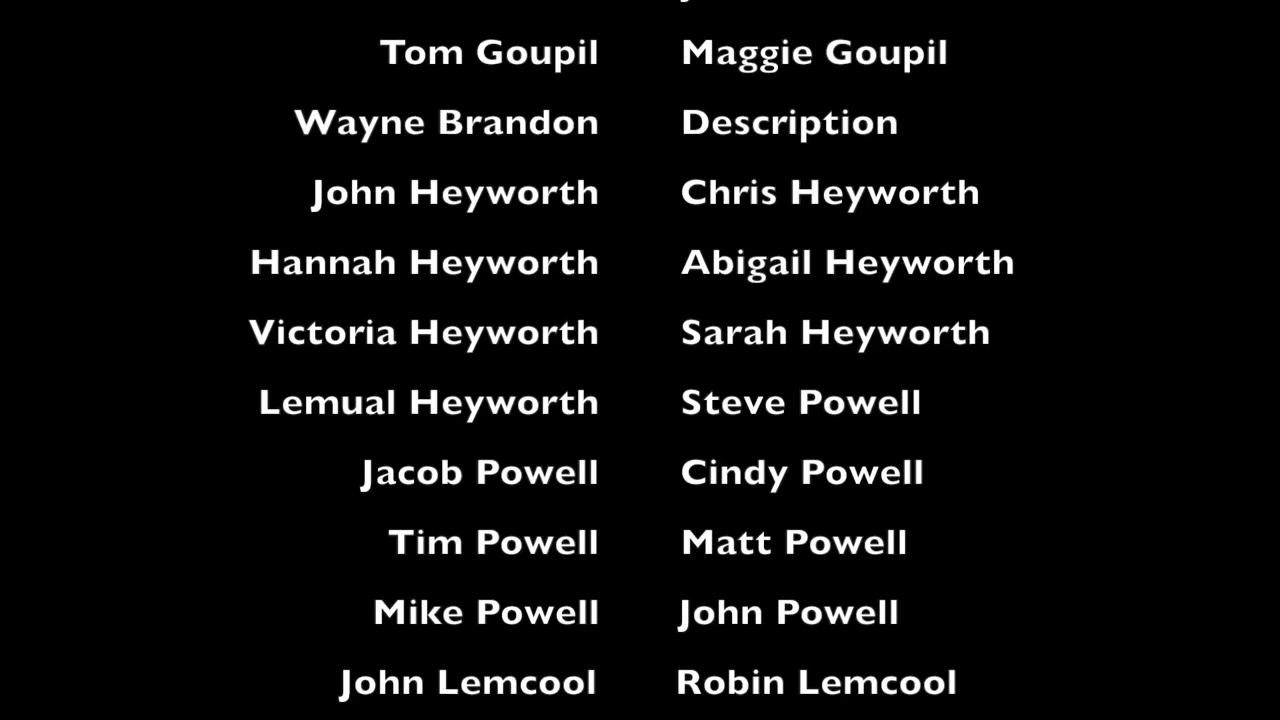 Tom Goupil Maggie Goupil
Wayne Brandon Description
John Heyworth Chris Heyworth
Hannah Heyworth Abigail Heyworth
Victoria Heyworth Sarah Heyworth
Lemual Heyworth Steve Powell
Jacob Powell Cindy Powell
Tim Powell Matt Powell
Mike Powell John Powell
John Lemcool Robin Lemcool